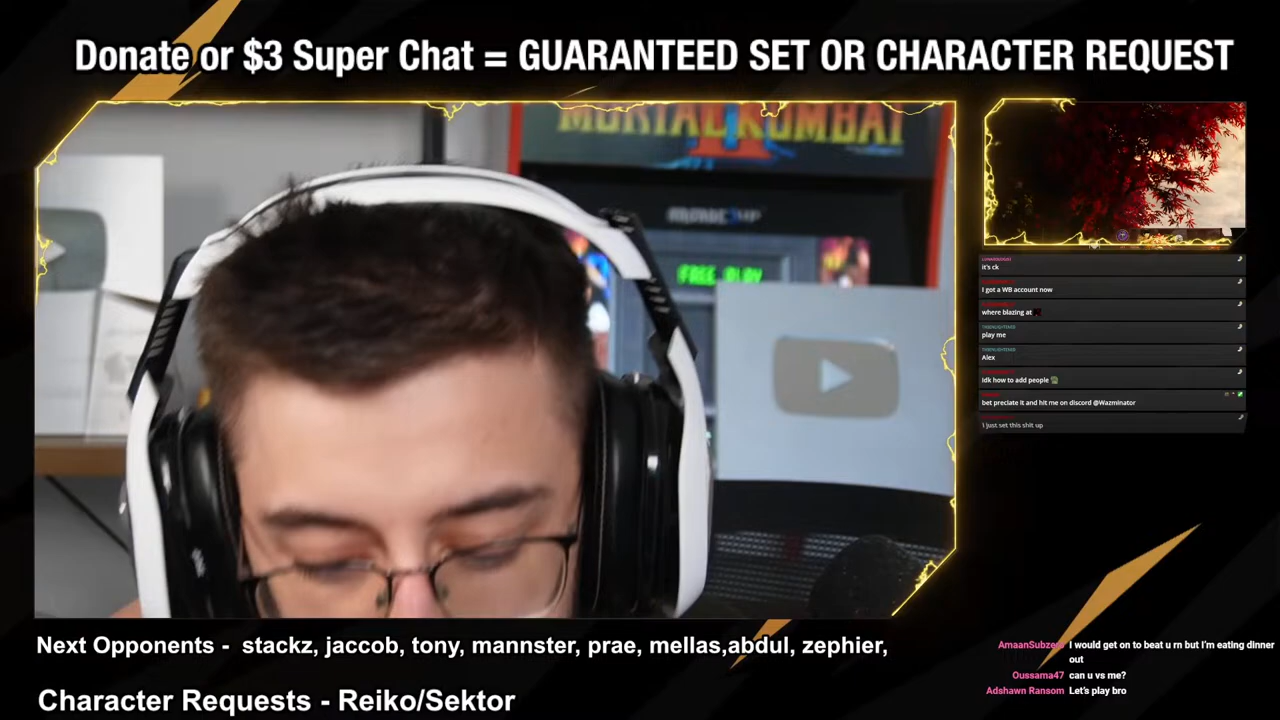 Donate or $3 Super Chat = GUARANTEED SET OR CHARACTER REQUEST
MORTAL KOMBAT
II
FREE PLAY
it's ck
I got a WB account now
where blazing at
play me
Alex
idk how to add people
bet preciate it and hit me on discord @Wazminator
I just set this shit up
Next Opponents - stackz, jaccob, tony, mannster, prae, mellas,abdul, zephier,
Character Requests - Reiko/Sektor
AmaanSubzero I would get on to beat u rn but I'm eating dinner
out
Oussama47 can u vs me?
Adshawn Ransom Let's play bro